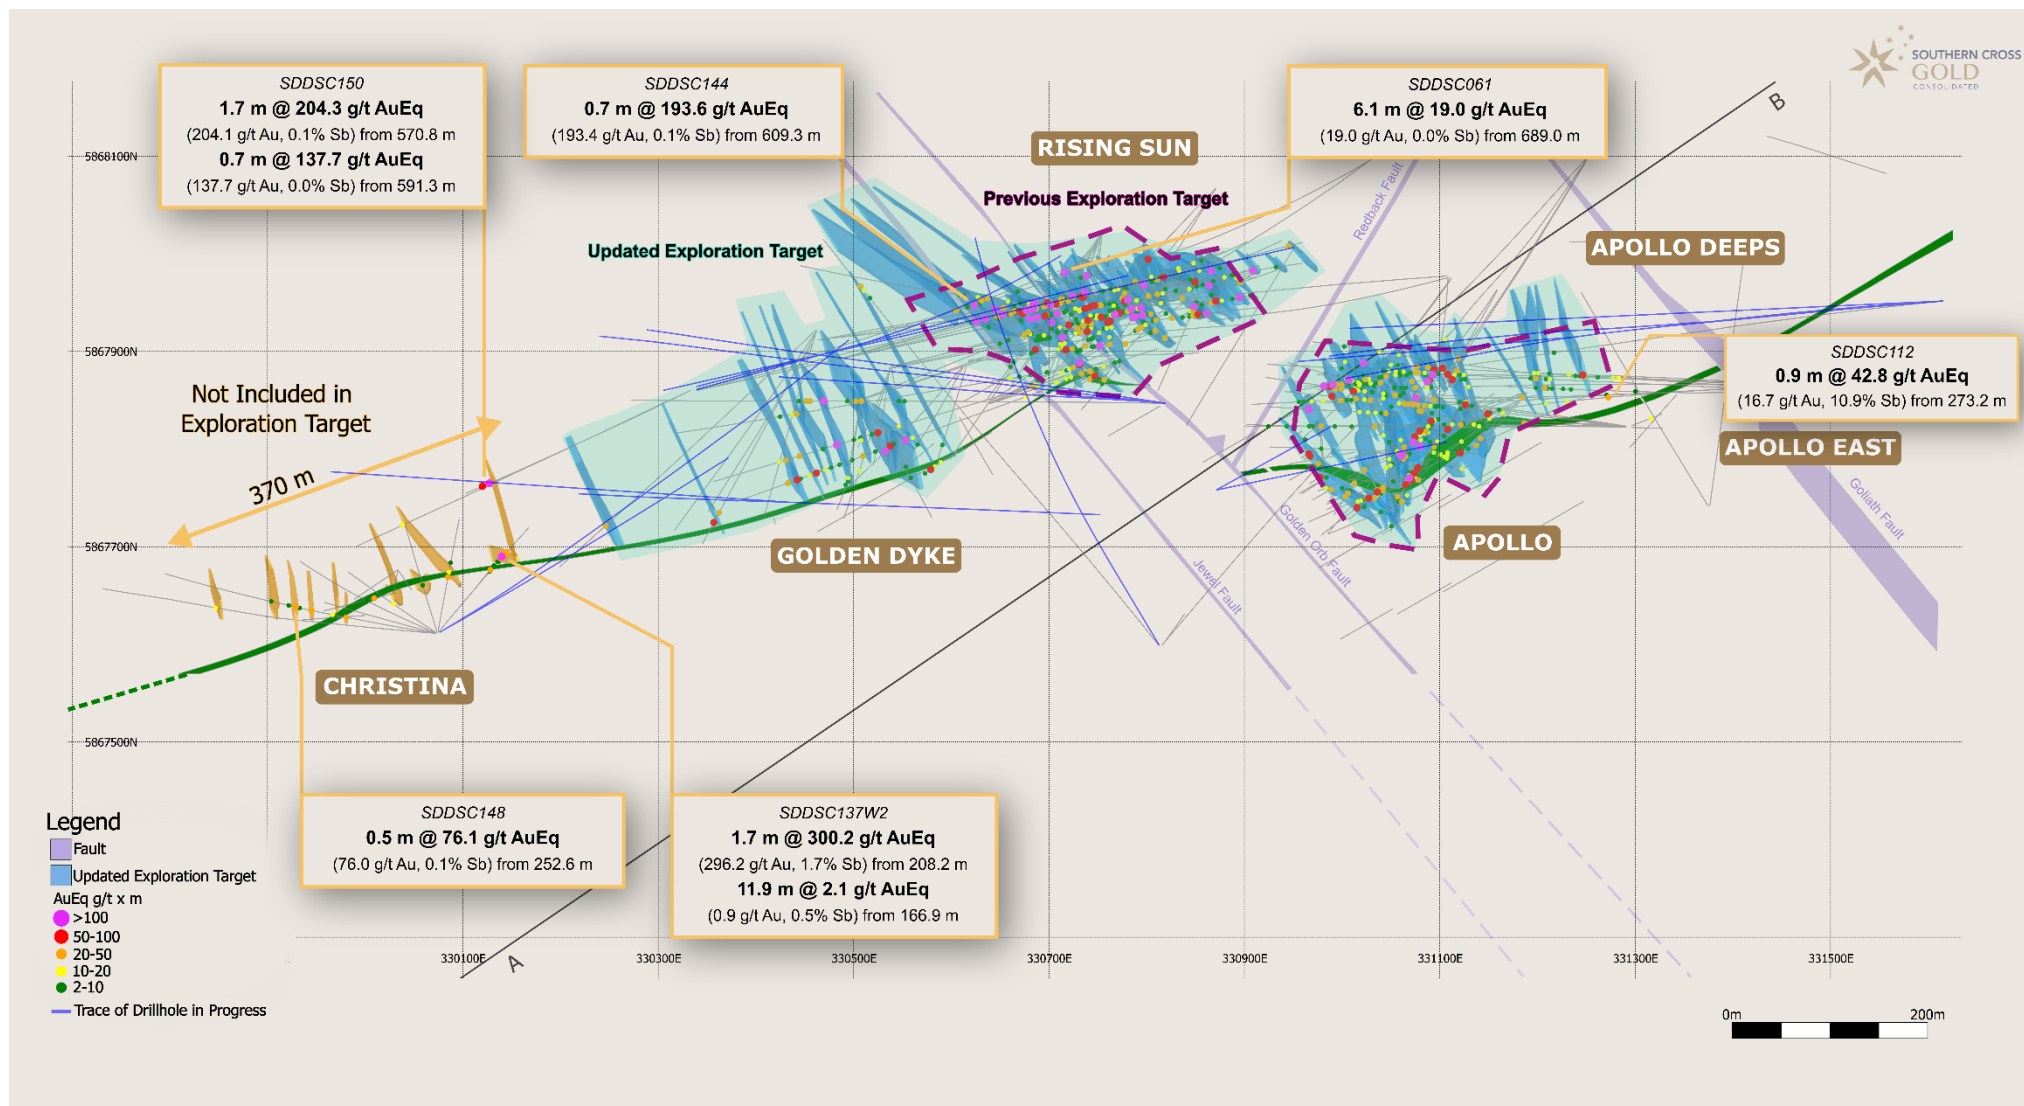 SOUTHERN CROSS
GOLD
CONSOLIDATED
SDDSC150
1.7 m @ 204.3 g/t AuEq
(204.1 g/t Au, 0.1% Sb) from 570.8 m
0.7 m @ 137.7 g/t AuEq
(137.7 g/t Au, 0.0% Sb) from 591.3 m
SDDSC144
0.7 m @ 193.6 g/t AuEq
(193.4 g/t Au, 0.1% Sb) from 609.3 m
SDDSC061
6.1 m @ 19.0 g/t AuEq
(19.0 g/t Au, 0.0% Sb) from 689.0 m
B
RISING SUN
5868100N
Previous Exploration Target
Redback Fault
Updated Exploration Target
APOLLO DEEPS
5867900N
SDDSC112
0.9 m @ 42.8 g/t AuEq
(16.7 g/t Au, 10.9% Sb) from 273.2 m
Not Included in
Exploration Target
370 m
APOLLO EAST
Goliath Fault
Golden Orb Fault
Jewel Fault
APOLLO
GOLDEN DYKE
5867700N
CHRISTINA
5867500N
SDDSC148
0.5 m @ 76.1 g/t AuEq
(76.0 g/t Au, 0.1% Sb) from 252.6 m
SDDSC137W2
1.7 m @ 300.2 g/t AuEq
(296.2 g/t Au, 1.7% Sb) from 208.2 m
11.9 m @ 2.1 g/t AuEq
(0.9 g/t Au, 0.5% Sb) from 166.9 m
Legend
Fault
Updated Exploration Target
AuEq g/t x m
>100
50-100
20-50
10-20
2-10
Trace of Drillhole in Progress
A
330100E 330300E 330500E 330700E 330900E 331100E 331300E 331500E
0m 200m